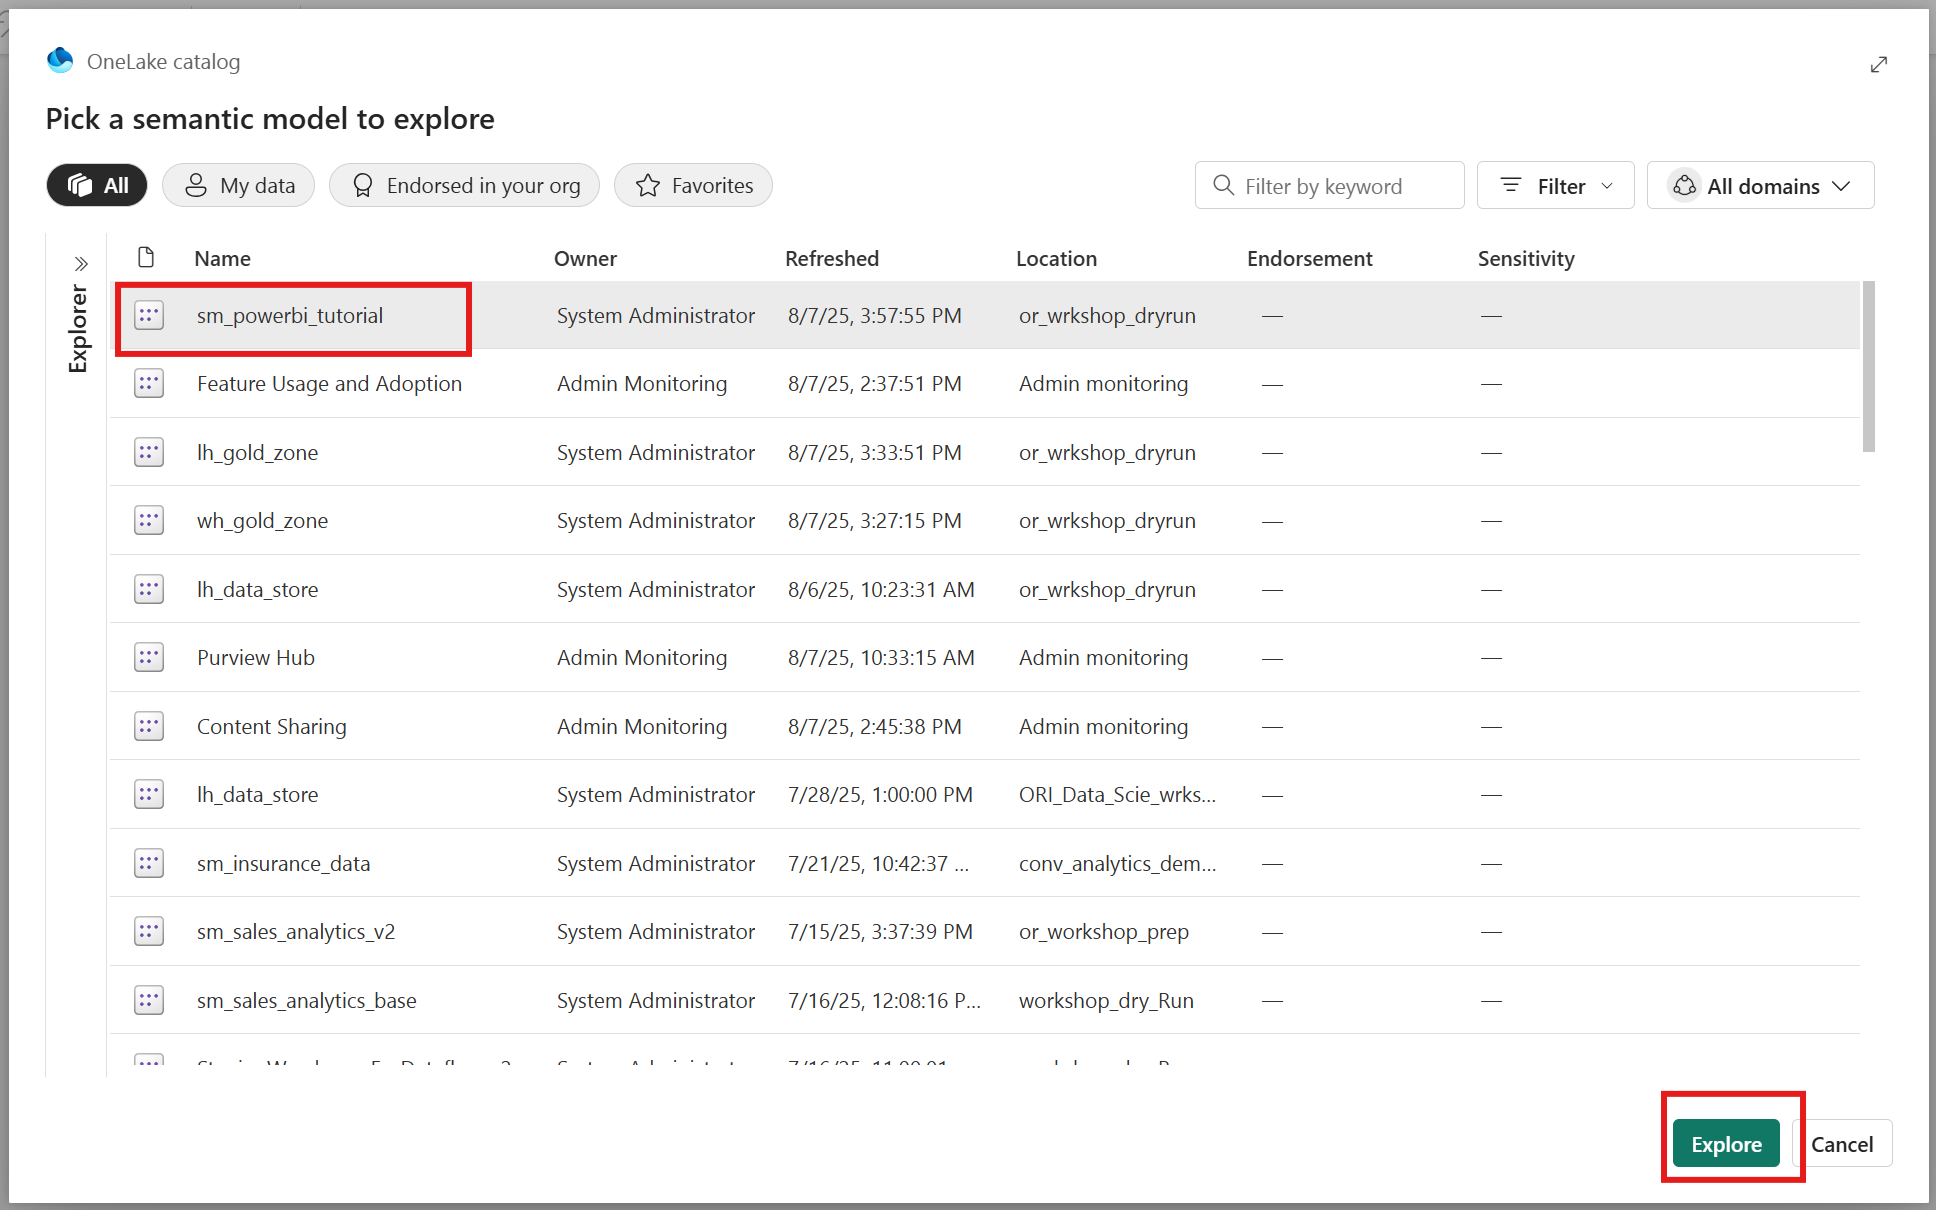 OneLake catalog
Pick a semantic model to explore
All My data Endorsed in your org Favorites Filter by keyword Filter All domains
Explorer
Name Owner Refreshed Location Endorsement Sensitivity
sm_powerbi_tutorial System Administrator 8/7/25, 3:57:55 PM or_wrkshop_dryrun — —
Feature Usage and Adoption Admin Monitoring 8/7/25, 2:37:51 PM Admin monitoring — —
lh_gold_zone System Administrator 8/7/25, 3:33:51 PM or_wrkshop_dryrun — —
wh_gold_zone System Administrator 8/7/25, 3:27:15 PM or_wrkshop_dryrun — —
lh_data_store System Administrator 8/6/25, 10:23:31 AM or_wrkshop_dryrun — —
Purview Hub Admin Monitoring 8/7/25, 10:33:15 AM Admin monitoring — —
Content Sharing Admin Monitoring 8/7/25, 2:45:38 PM Admin monitoring — —
lh_data_store System Administrator 7/28/25, 1:00:00 PM ORI_Data_Scie_wrks... — —
sm_insurance_data System Administrator 7/21/25, 10:42:37 ... conv_analytics_dem... — —
sm_sales_analytics_v2 System Administrator 7/15/25, 3:37:39 PM or_workshop_prep — —
sm_sales_analytics_base System Administrator 7/16/25, 12:08:16 P... workshop_dry_Run — —
System Administrator
Explore Cancel